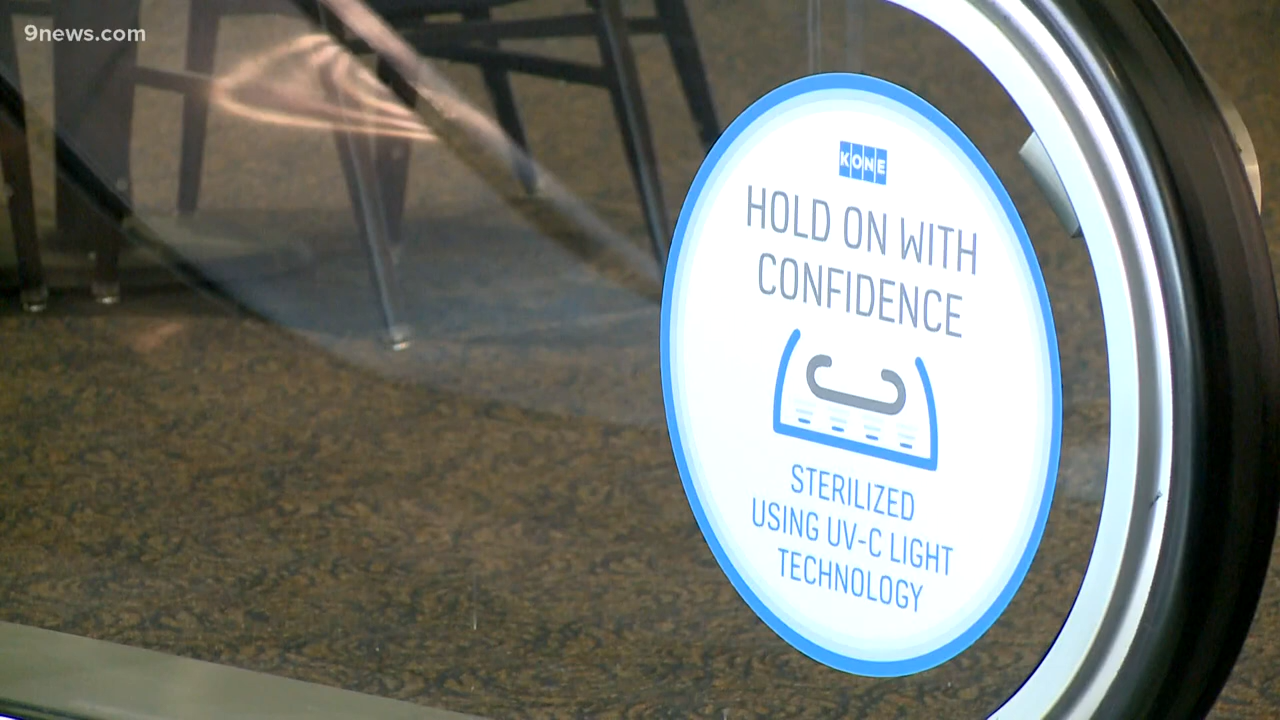 9news.com
KONE
HOLD ON WITH
CONFIDENCE
STERILIZED
USING UV-C LIGHT
TECHNOLOGY